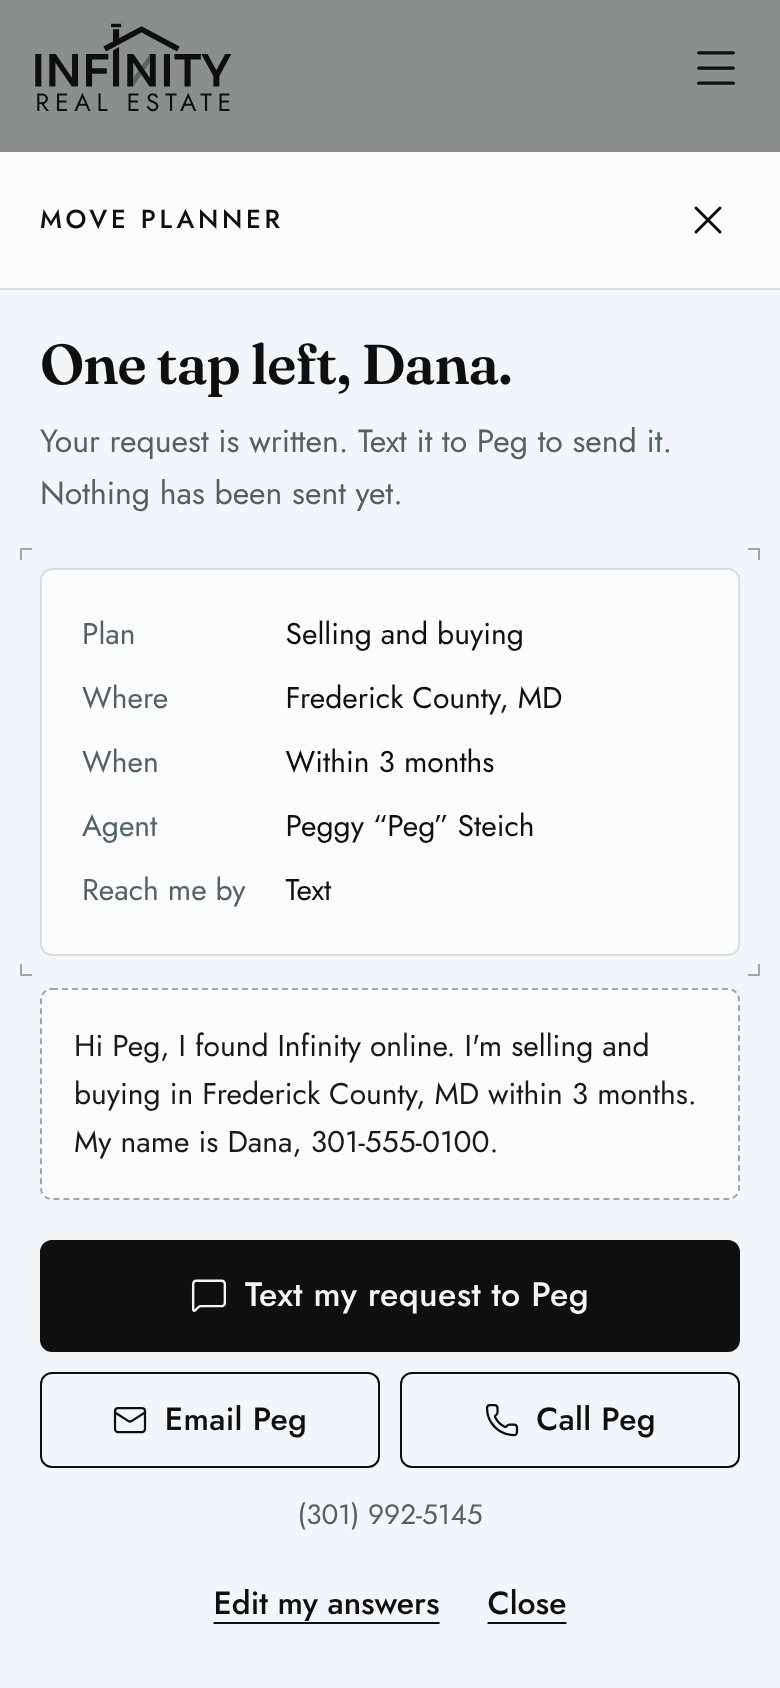 INFINITY
REAL ESTATE
MOVE PLANNER
One tap left, Dana.
Your request is written. Text it to Peg to send it.
Nothing has been sent yet.
Plan Selling and buying
Where Frederick County, MD
When Within 3 months
Agent Peggy “Peg” Steich
Reach me by Text
Hi Peg, I found Infinity online. I'm selling and
buying in Frederick County, MD within 3 months.
My name is Dana, 301-555-0100.
Text my request to Peg
Email Peg Call Peg
(301) 992-5145
Edit my answers Close